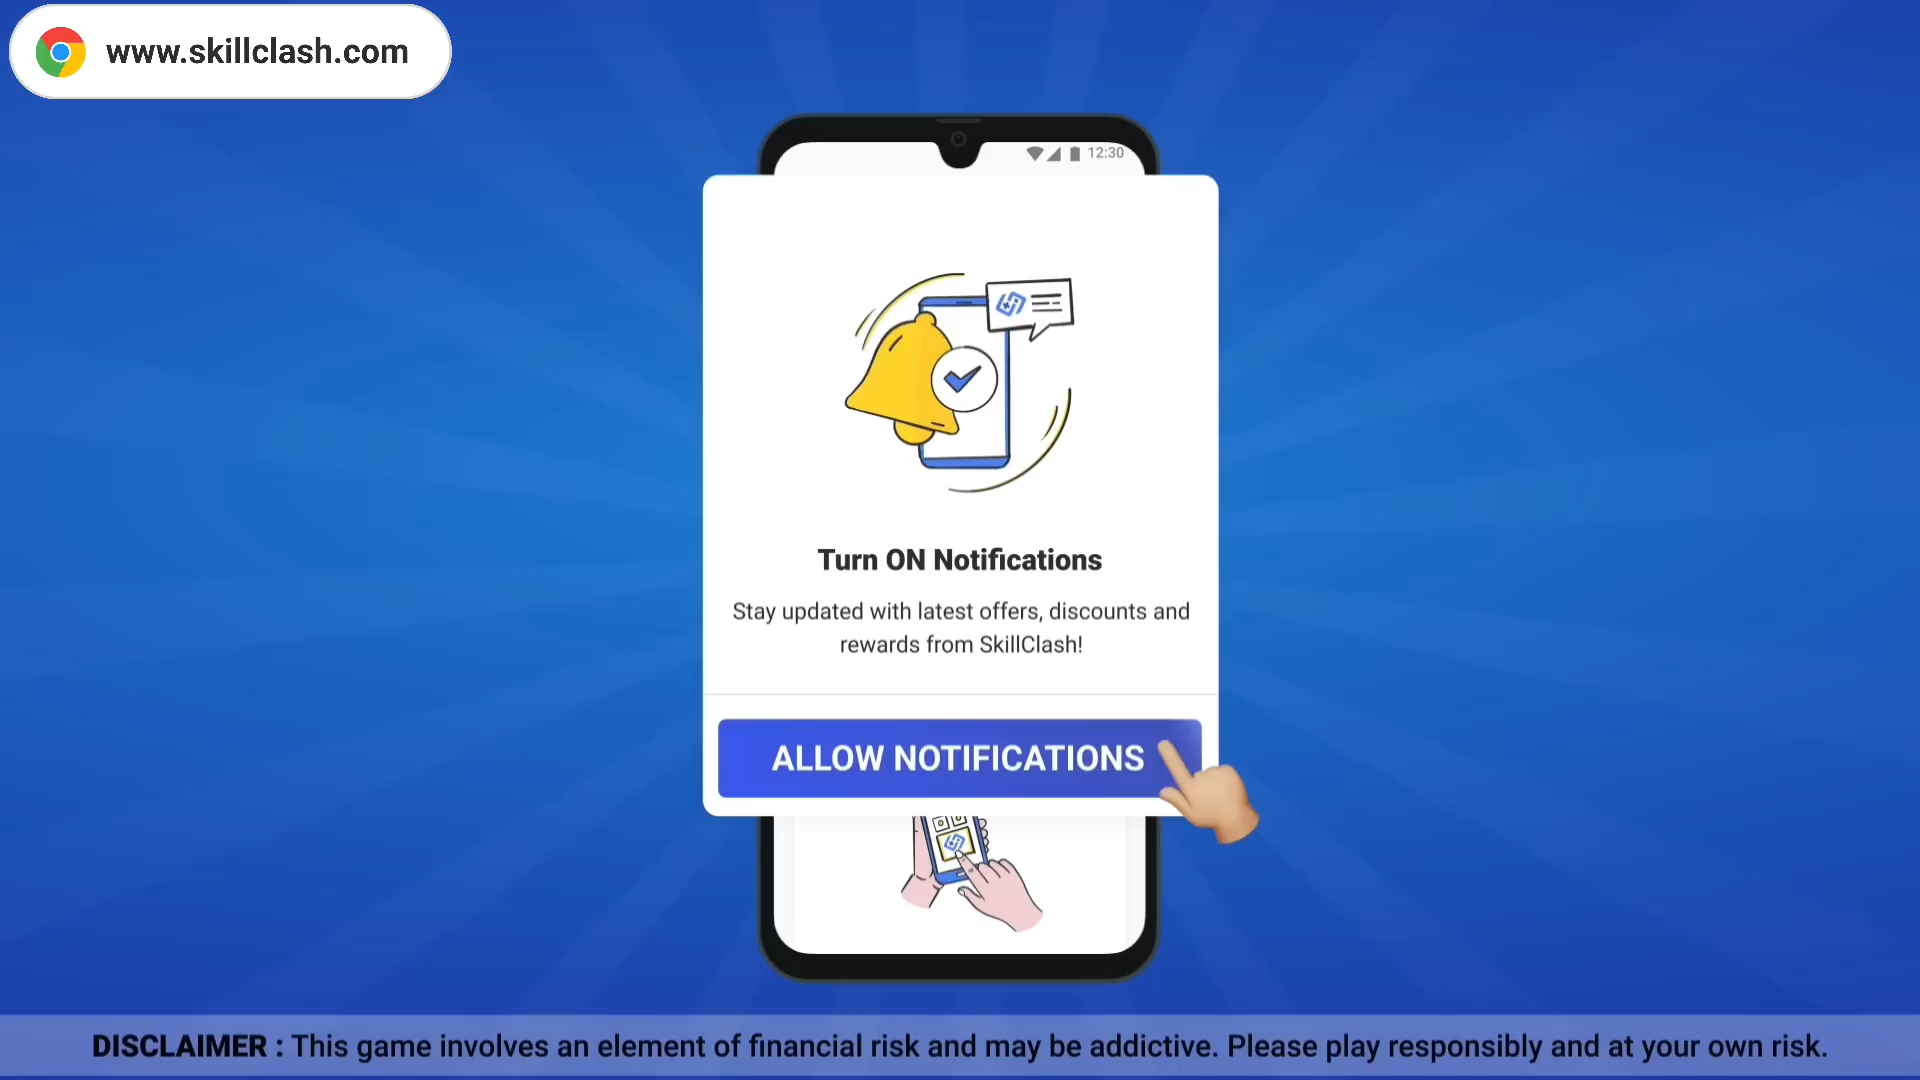 www.skillclash.com
12:30
Turn ON Notifications
Stay updated with latest offers, discounts and
rewards from SkillClash!
ALLOW NOTIFICATIONS
DISCLAIMER : This game involves an element of financial risk and may be addictive. Please play responsibly and at your own risk.